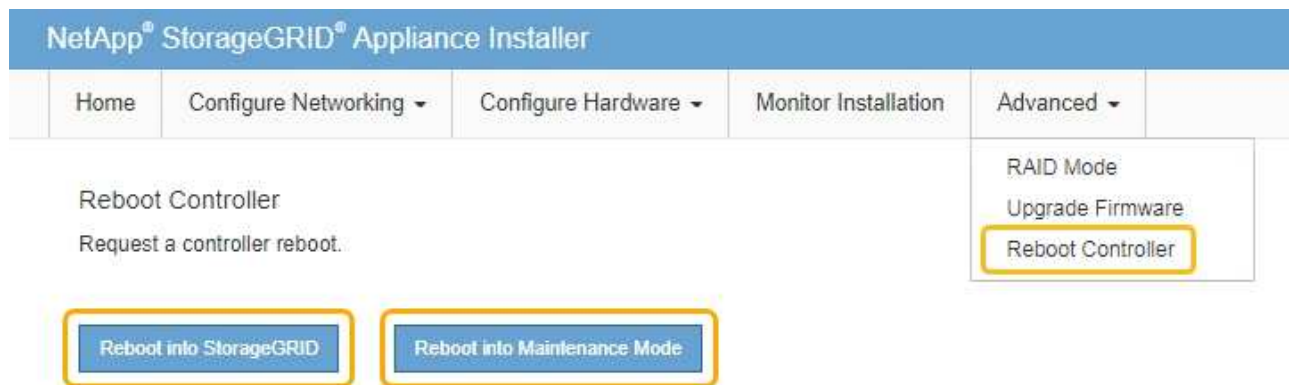 NetApp® StorageGRID® Appliance Installer
Home Configure Networking Configure Hardware Monitor Installation Advanced
RAID Mode
Upgrade Firmware
Reboot Controller
Reboot Controller
Request a controller reboot.
Reboot into StorageGRID Reboot into Maintenance Mode